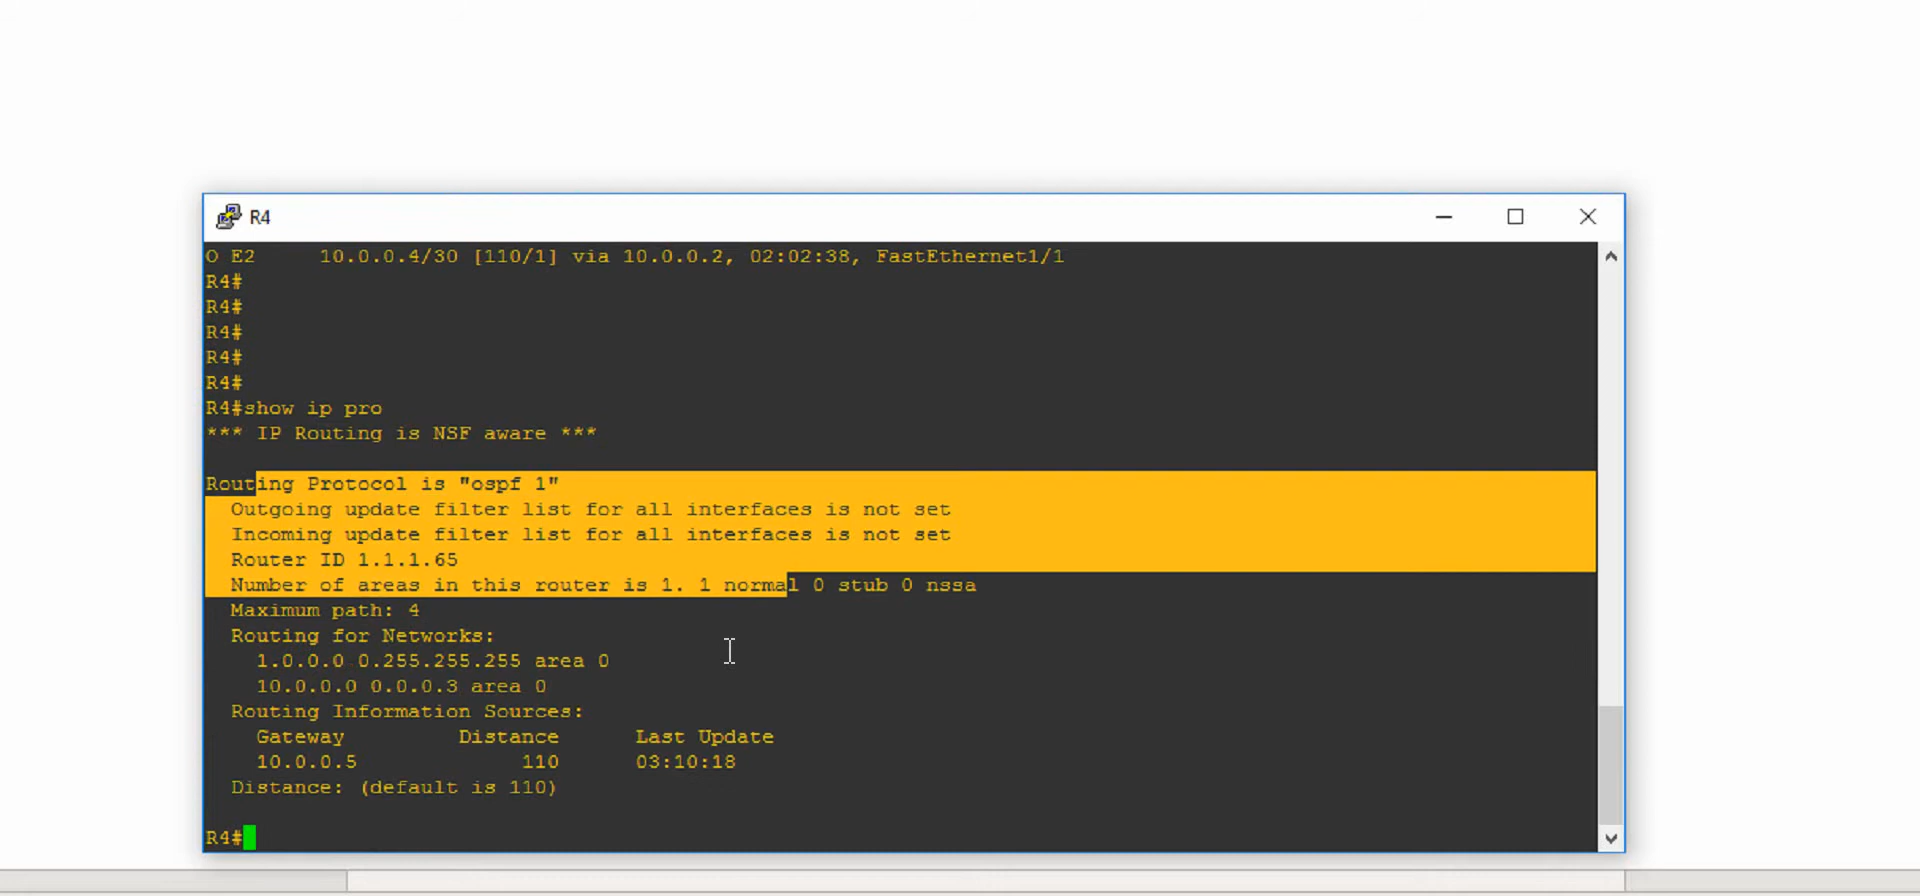 R4
O E2     10.0.0.4/30 [110/1] via 10.0.0.2, 02:02:38, FastEthernet1/1
R4#
R4#
R4#
R4#
R4#
R4#show ip pro
*** IP Routing is NSF aware ***
Routing Protocol is "ospf 1"
  Outgoing update filter list for all interfaces is not set
  Incoming update filter list for all interfaces is not set
  Router ID 1.1.1.65
  Number of areas in this router is 1. 1 normal 0 stub 0 nssa
  Maximum path: 4
  Routing for Networks:
    1.0.0.0 0.255.255.255 area 0
    10.0.0.0 0.0.0.3 area 0
  Routing Information Sources:
    Gateway         Distance      Last Update
    10.0.0.5             110      03:10:18
  Distance: (default is 110)
R4#